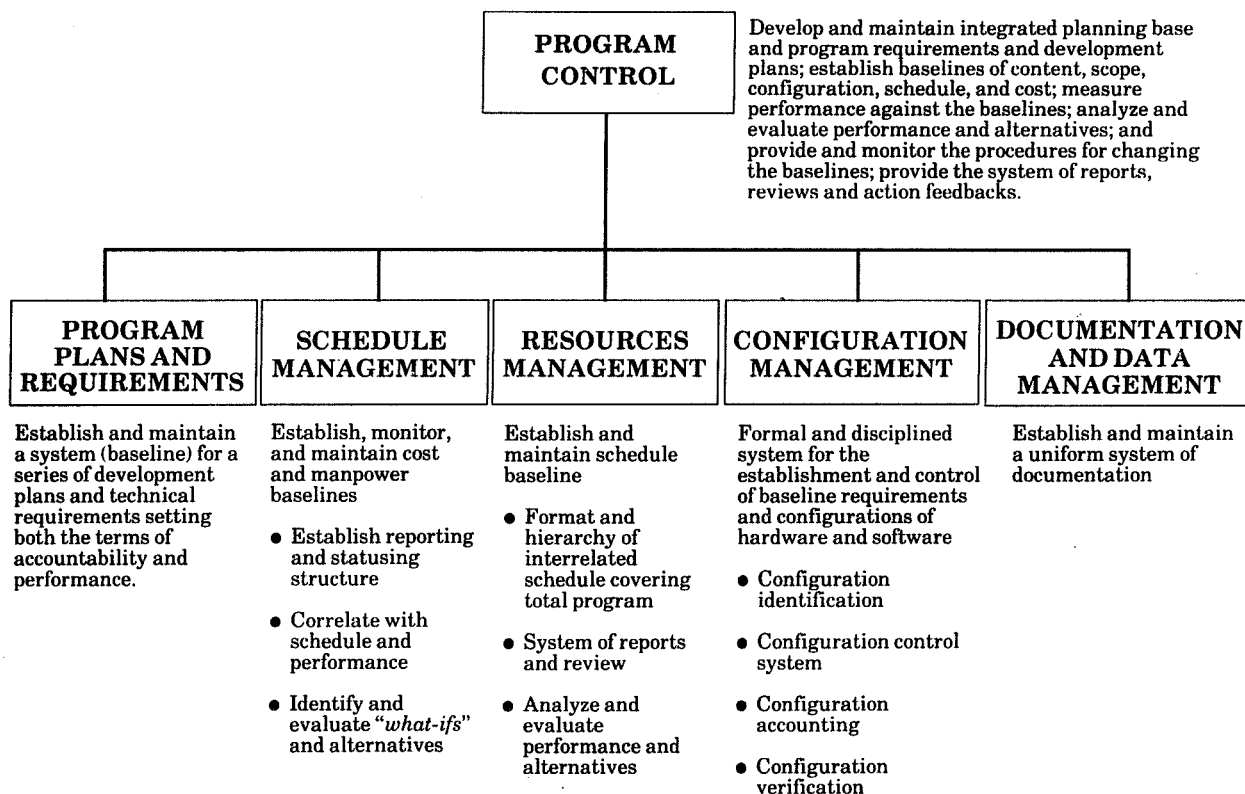 PROGRAM
CONTROL
Develop and maintain integrated planning base
and program requirements and development
plans; establish baselines of content, scope,
configuration, schedule, and cost; measure
performance against the baselines; analyze and
evaluate performance and alternatives; and
provide and monitor the procedures for changing
the baselines; provide the system of reports,
reviews and action feedbacks.
PROGRAM
PLANS AND
REQUIREMENTS
Establish and maintain
a system (baseline) for a
series of development
plans and technical
requirements setting
both the terms of
accountability and
performance.
SCHEDULE
MANAGEMENT
Establish, monitor,
and maintain cost
and manpower
baselines
● Establish reporting
and statusing
structure
● Correlate with
schedule and
performance
● Identify and
evaluate "what-ifs"
and alternatives
RESOURCES
MANAGEMENT
Establish and
maintain schedule
baseline
● Format and
hierarchy of
interrelated
schedule covering
total program
● System of reports
and review
● Analyze and
evaluate
performance and
alternatives
CONFIGURATION
MANAGEMENT
Formal and disciplined
system for the
establishment and control
of baseline requirements
and configurations of
hardware and software
● Configuration
identification
● Configuration control
system
● Configuration
accounting
● Configuration
verification
DOCUMENTATION
AND DATA
MANAGEMENT
Establish and maintain
a uniform system of
documentation